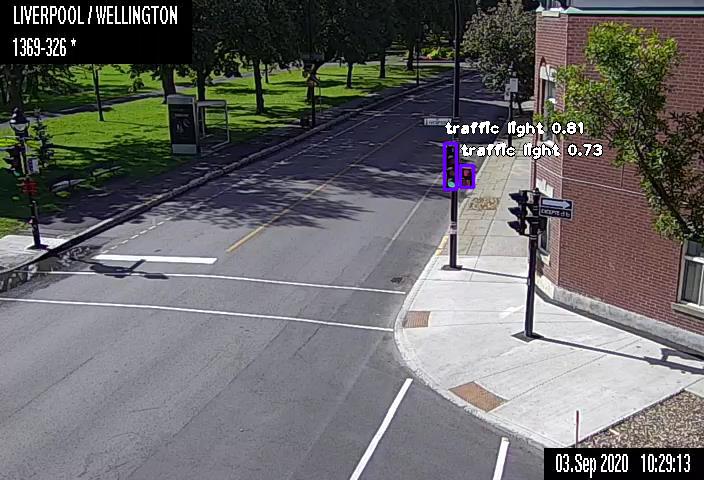 LIVERPOOL / WELLINGTON
1369-326 *
traffic light 0.81
traffic light 0.73
03.Sep 2020 10:29:13